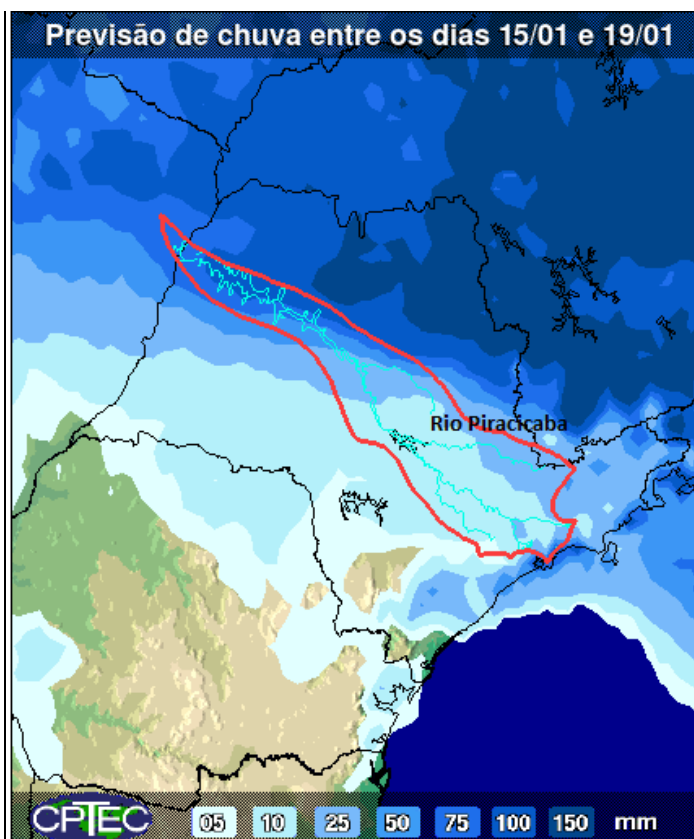 Previsão de chuva entre os dias 15/01 e 19/01
Rio Piracicaba
CPTEC 05 10 25 50 75 100 150 mm